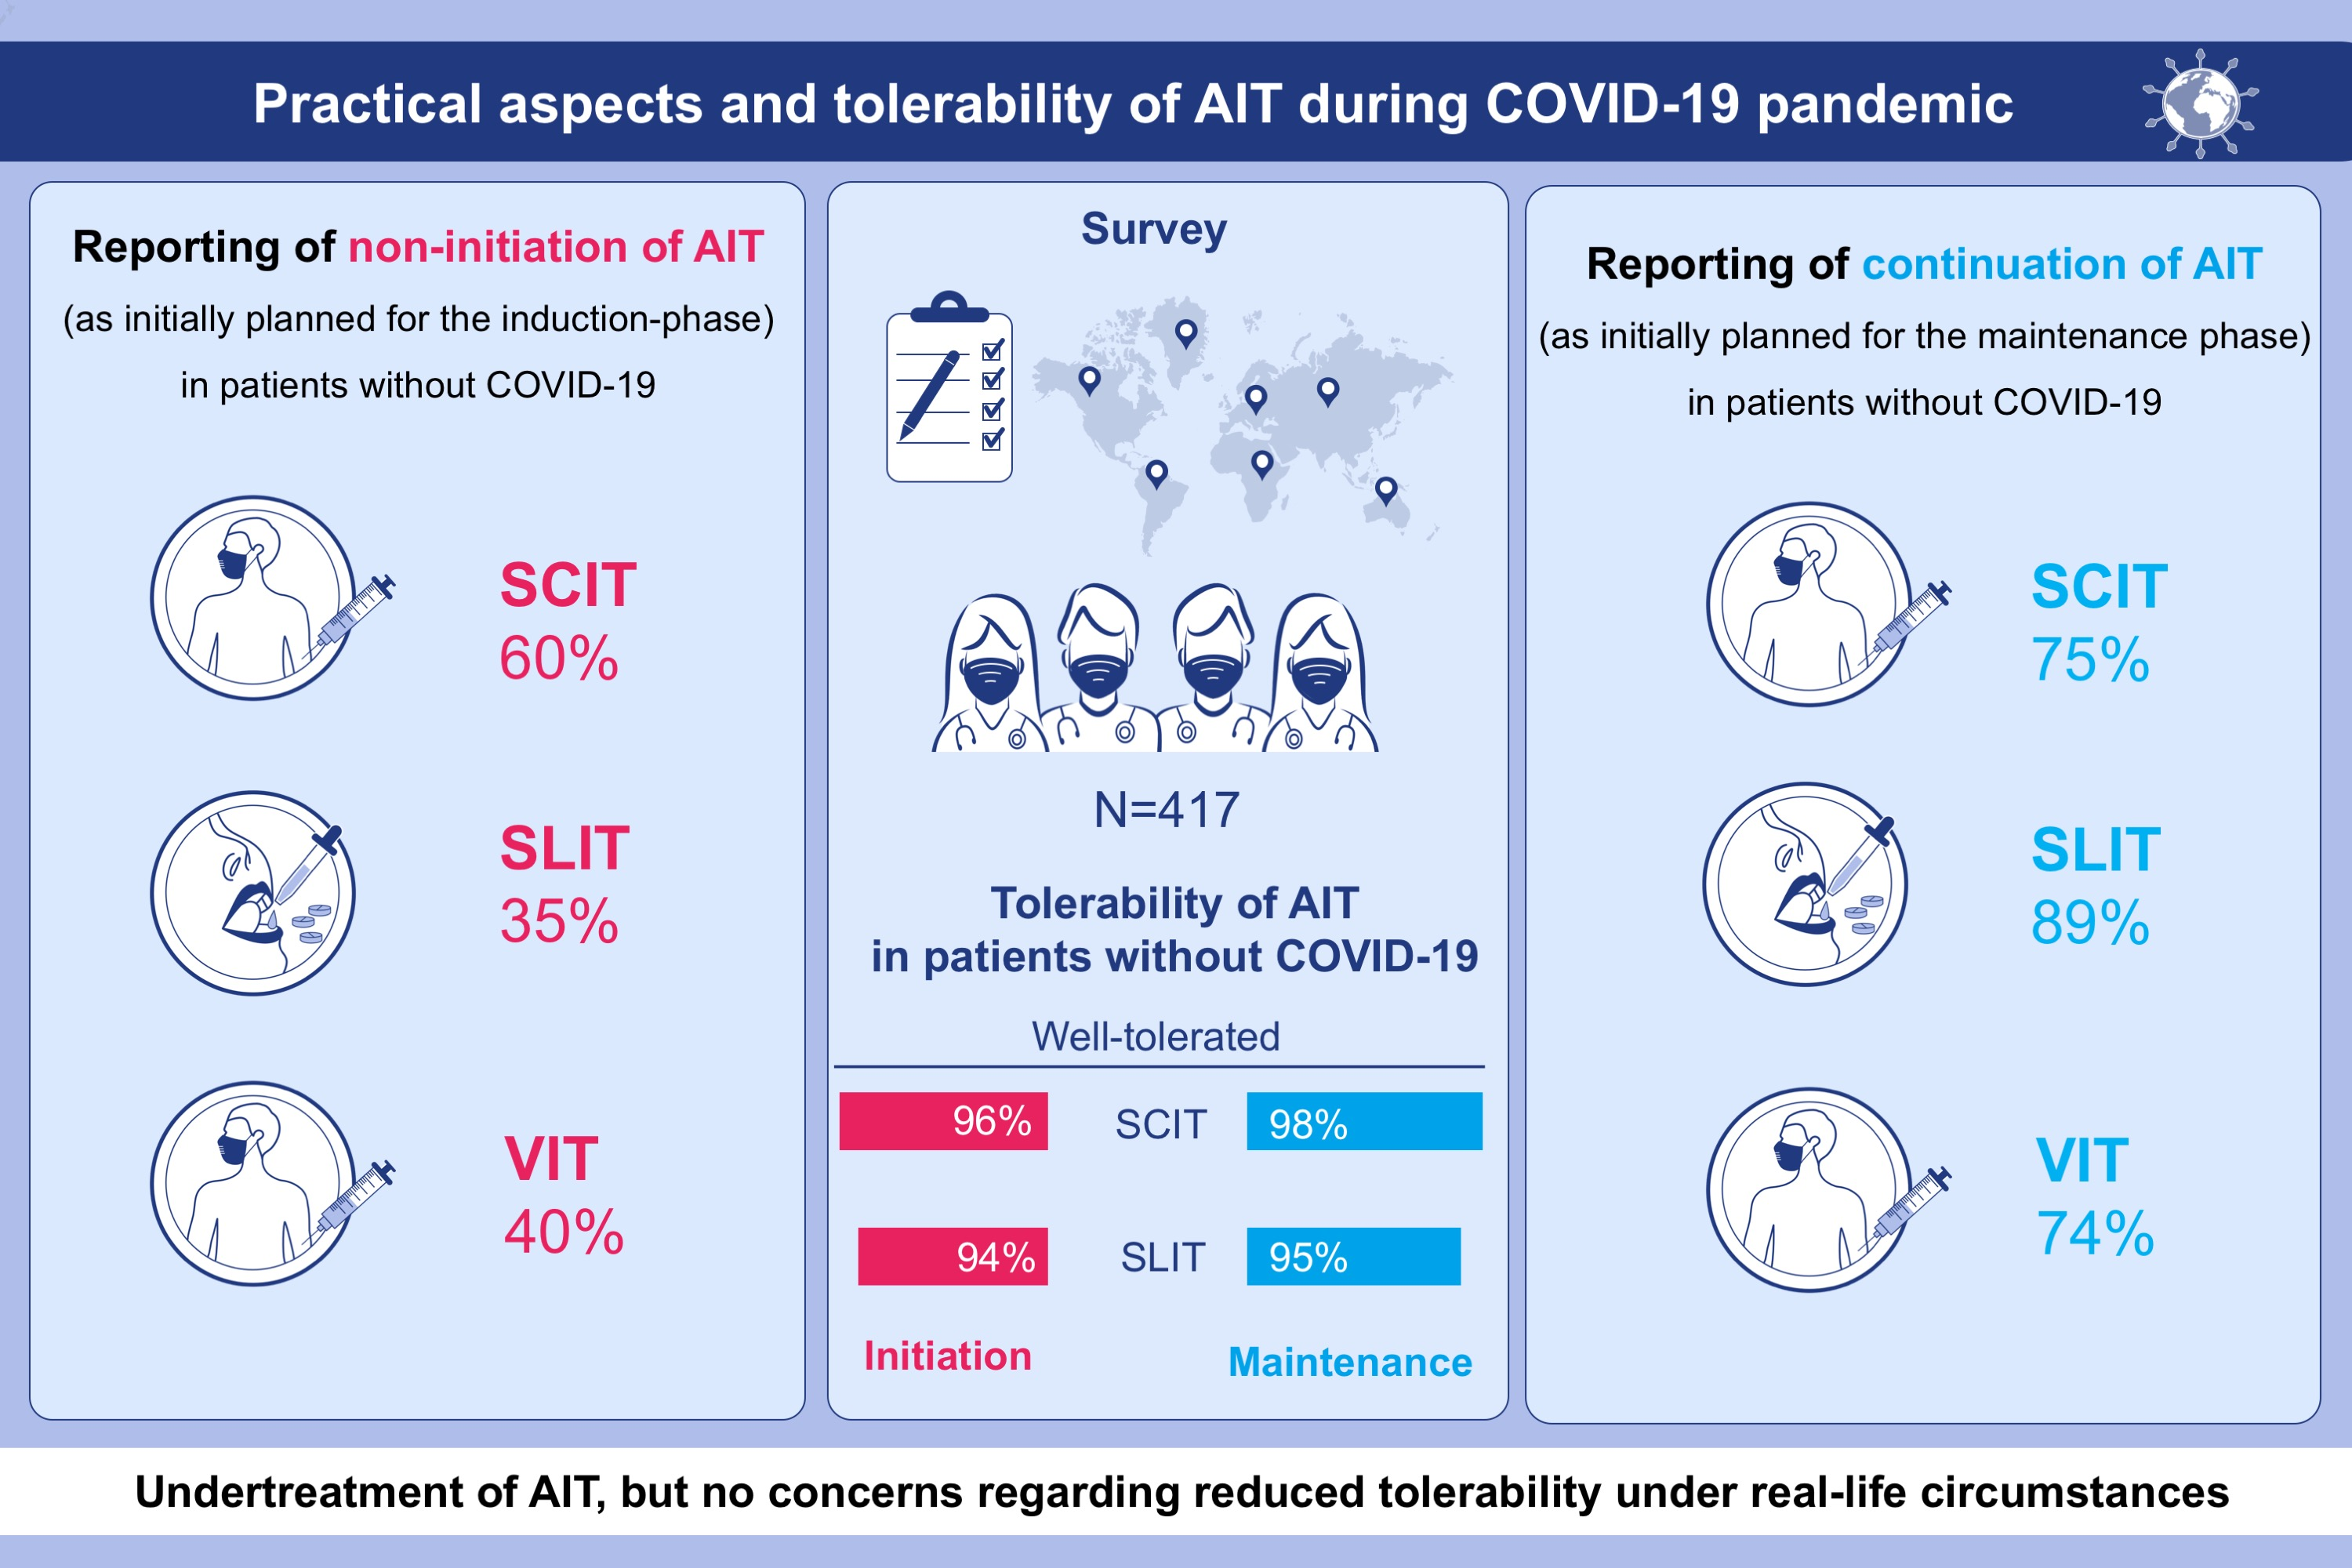 Practical aspects and tolerability of AIT during COVID-19 pandemic
Reporting of non-initiation of AIT
(as initially planned for the induction-phase)
in patients without COVID-19
SCIT
60%
SLIT
35%
VIT
40%
Survey
N=417
Tolerability of AIT
in patients without COVID-19
Well-tolerated
96% SCIT 98%
94% SLIT 95%
Initiation Maintenance
Reporting of continuation of AIT
(as initially planned for the maintenance phase)
in patients without COVID-19
SCIT
75%
SLIT
89%
VIT
74%
Undertreatment of AIT, but no concerns regarding reduced tolerability under real-life circumstances